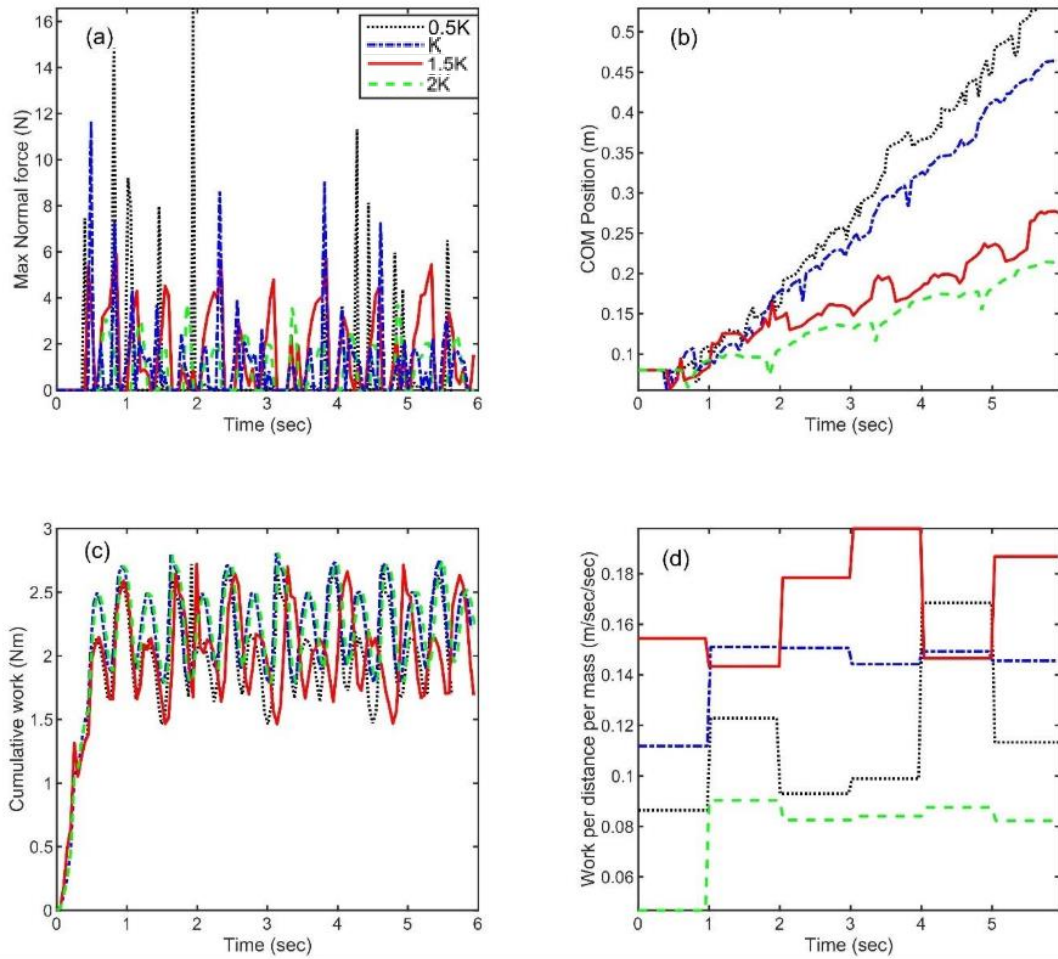 (a)
0.5K
K
1.5K
2K
16
14
12
10
8
6
4
2
0
Max Normal force (N)
0 1 2 3 4 5 6
Time (sec)
(b)
0.5
0.45
0.4
0.35
0.3
0.25
0.2
0.15
0.1
COM Position (m)
0 1 2 3 4 5
Time (sec)
(c)
3
2.5
2
1.5
1
0.5
0
Cumulative work (Nm)
0 1 2 3 4 5 6
Time (sec)
(d)
0.18
0.16
0.14
0.12
0.1
0.08
0.06
Work per distance per mass (m/sec/sec)
0 1 2 3 4 5
Time (sec)